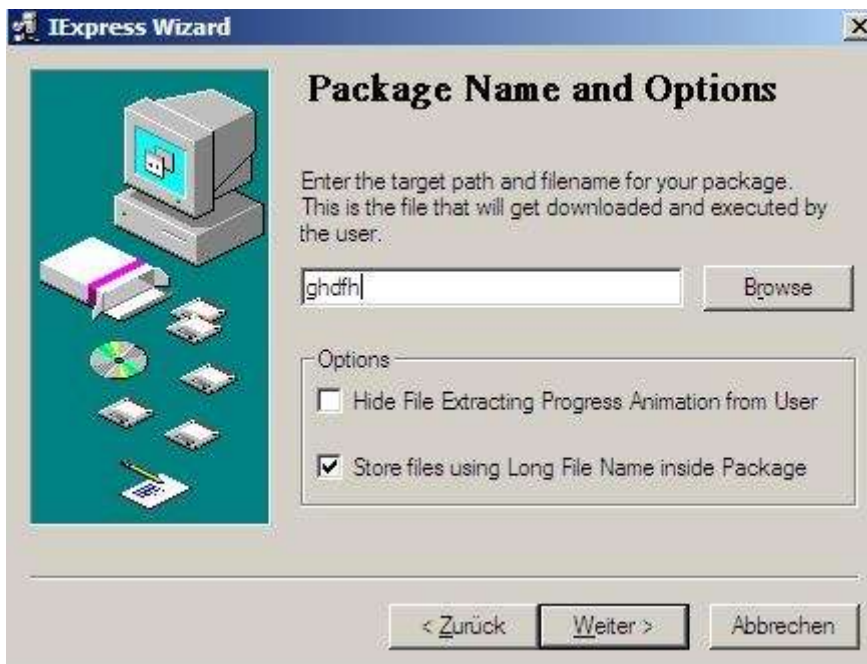 IExpress Wizard
Package Name and Options
Enter the target path and filename for your package.
This is the file that will get downloaded and executed by
the user.
ghdfh
Browse
Options
Hide File Extracting Progress Animation from User
Store files using Long File Name inside Package
< Zurück
Weiter >
Abbrechen